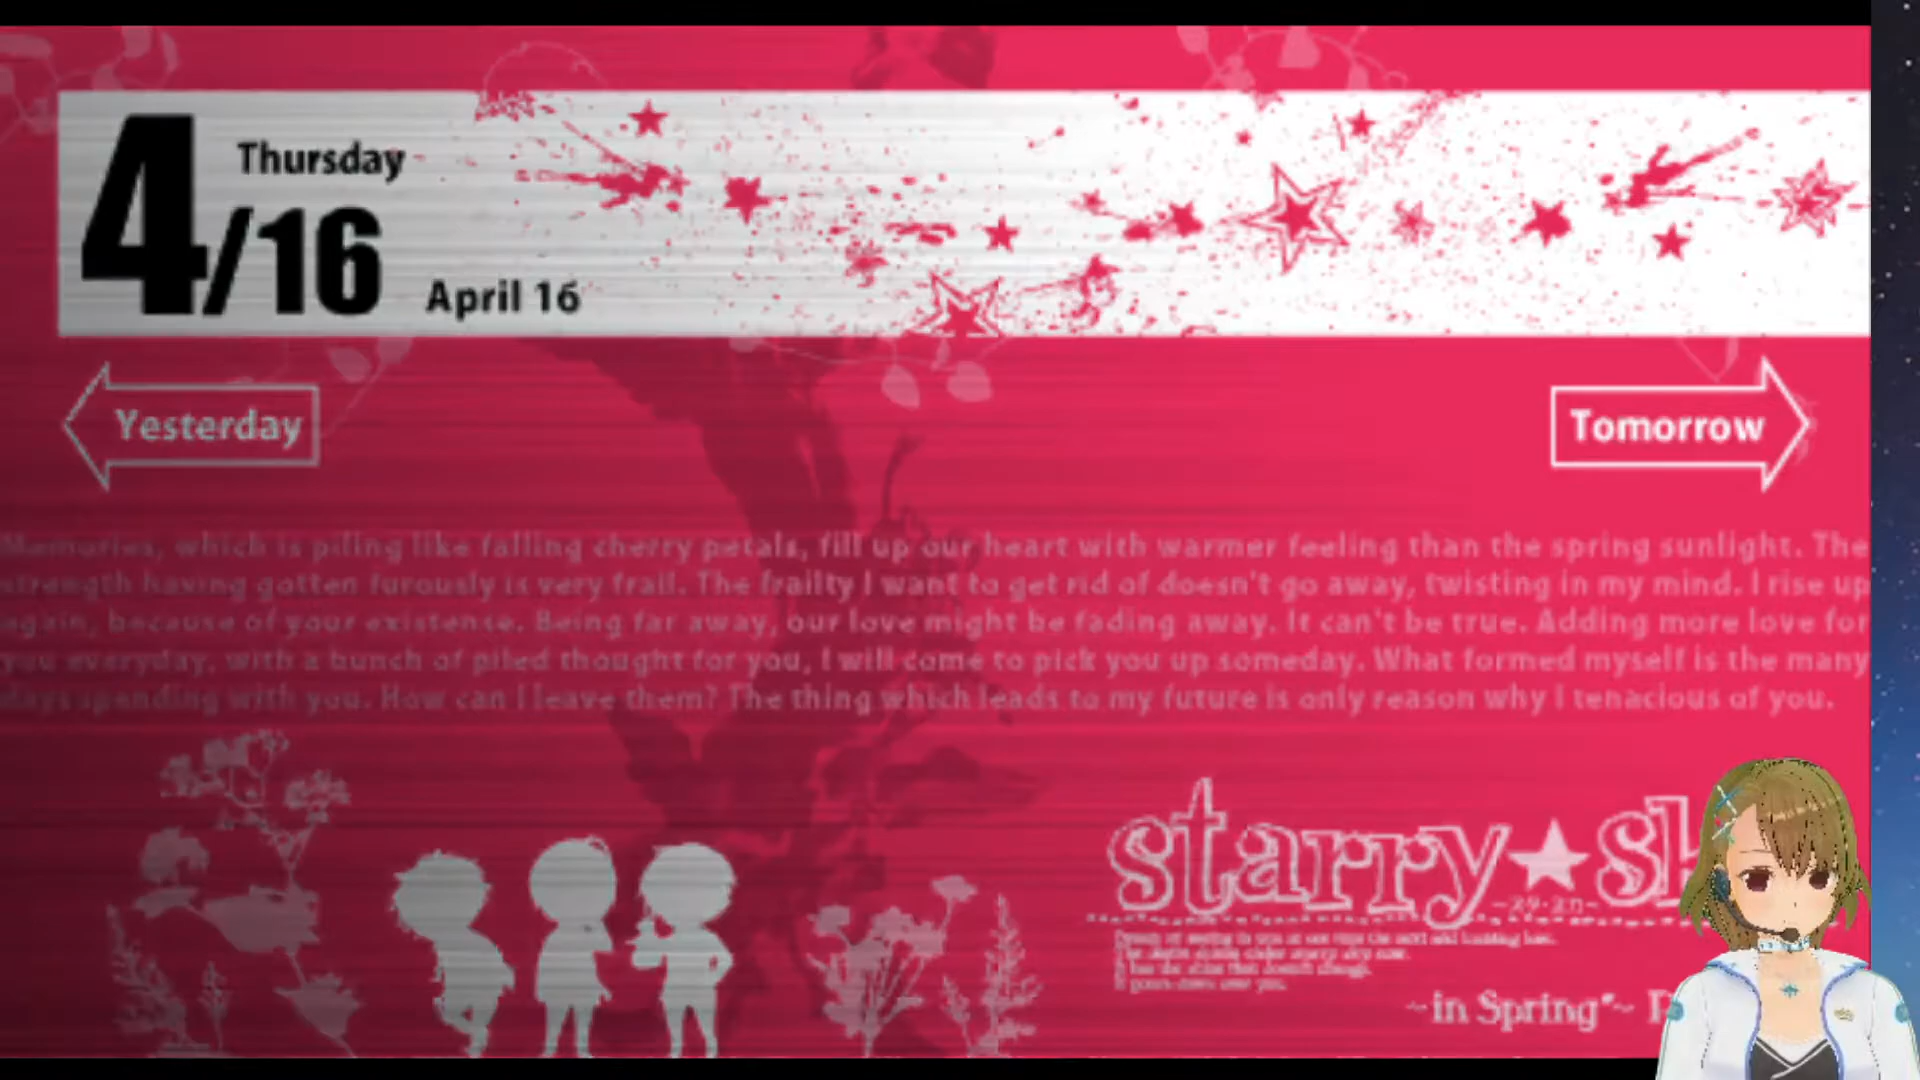 4/16
Thursday
April 16
Yesterday
Tomorrow
Memories, which is piling like falling cherry petals, fill up our heart with warmer feeling than the spring sunlight. The
strength having gotten furously is very frail. The frailty I want to get rid of doesn't go away, twisting in my mind. I rise up
again, because of your existense. Being far away, our love might be fading away. It can't be true. Adding more love for
you everyday, with a bunch of piled thought for you, I will come to pick you up someday. What formed myself is the many
days spending with you. How can I leave them? The thing which leads to my future is only reason why I tenacious of you.
starry★sk
~in Spring*~ P